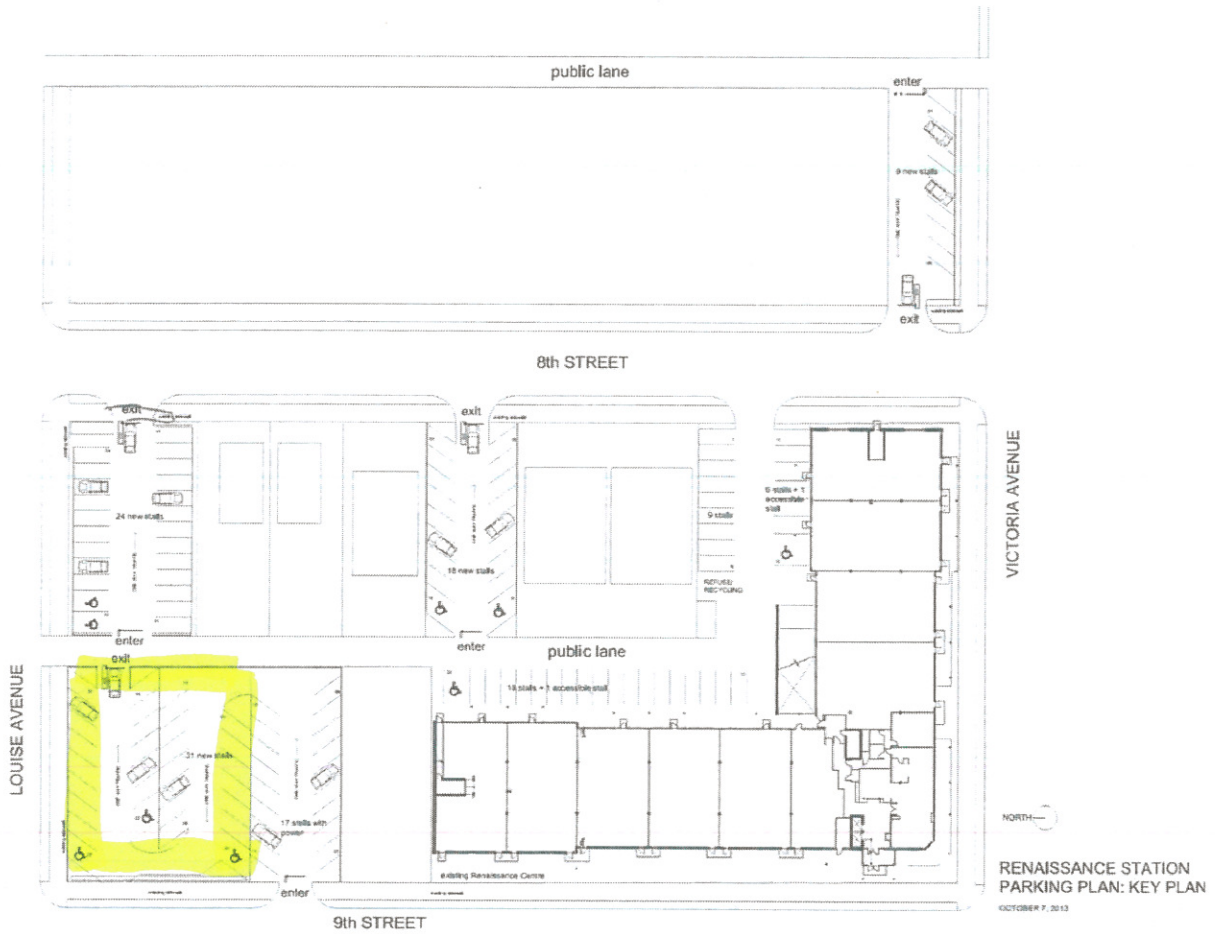 public lane
enter
9 new stalls
exit
8th STREET
exit
exit
VICTORIA AVENUE
24 new stalls
18 new stalls
9 stalls
6 stalls + 1
accessible
stall
REFUSE/
RECYCLING
enter
enter
exit
public lane
LOUISE AVENUE
18 stalls + 1 accessible stall
31 new stalls
17 stalls with
power
existing Renaissance Centre
enter
9th STREET
NORTH
RENAISSANCE STATION
PARKING PLAN: KEY PLAN
OCTOBER 7, 2013